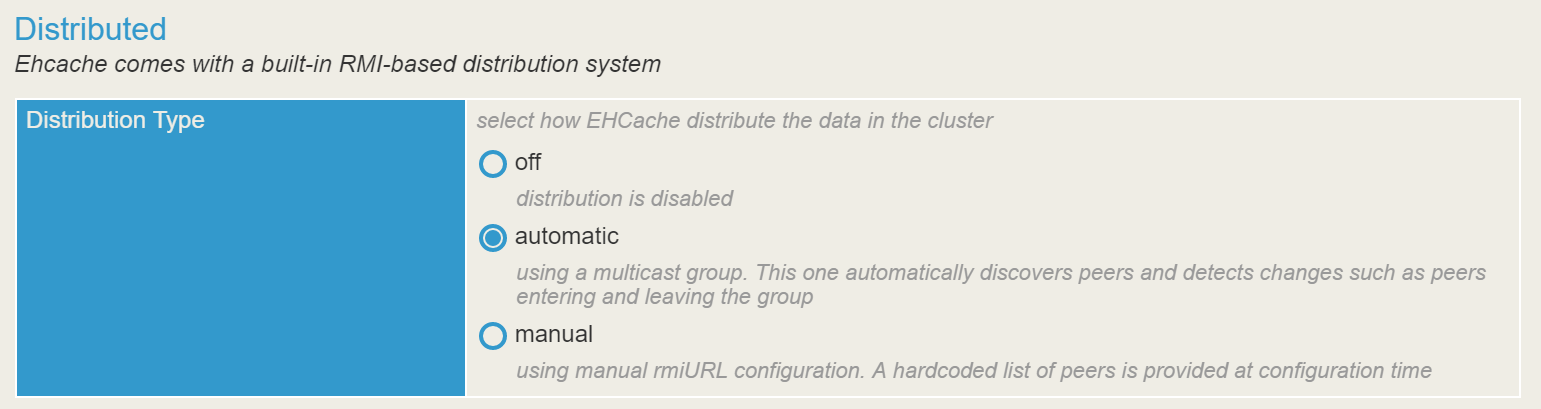 Distributed
Ehcache comes with a built-in RMI-based distribution system
Distribution Type
select how EHCache distribute the data in the cluster
off
distribution is disabled
automatic
using a multicast group. This one automatically discovers peers and detects changes such as peers
entering and leaving the group
manual
using manual rmiURL configuration. A hardcoded list of peers is provided at configuration time